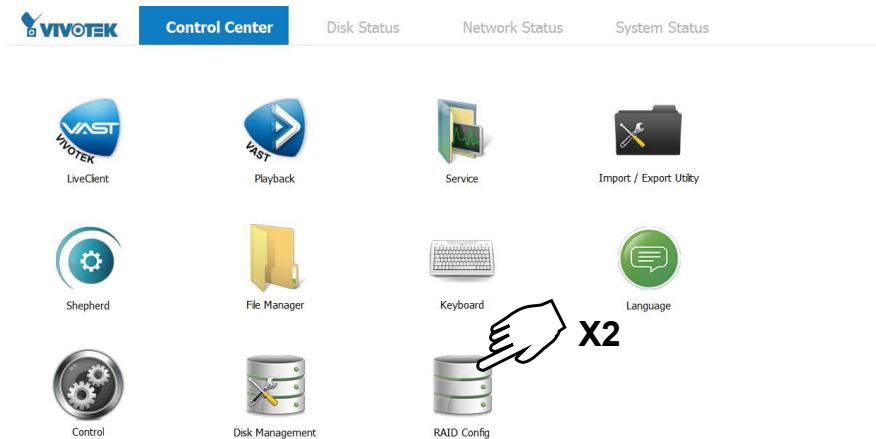 VIVOTEK Control Center Disk Status Network Status System Status
VAST VIVOTEK VAST
LiveClient Playback Service Import / Export Utility
Shepherd File Manager Keyboard Language
X2
Control Disk Management RAID Config